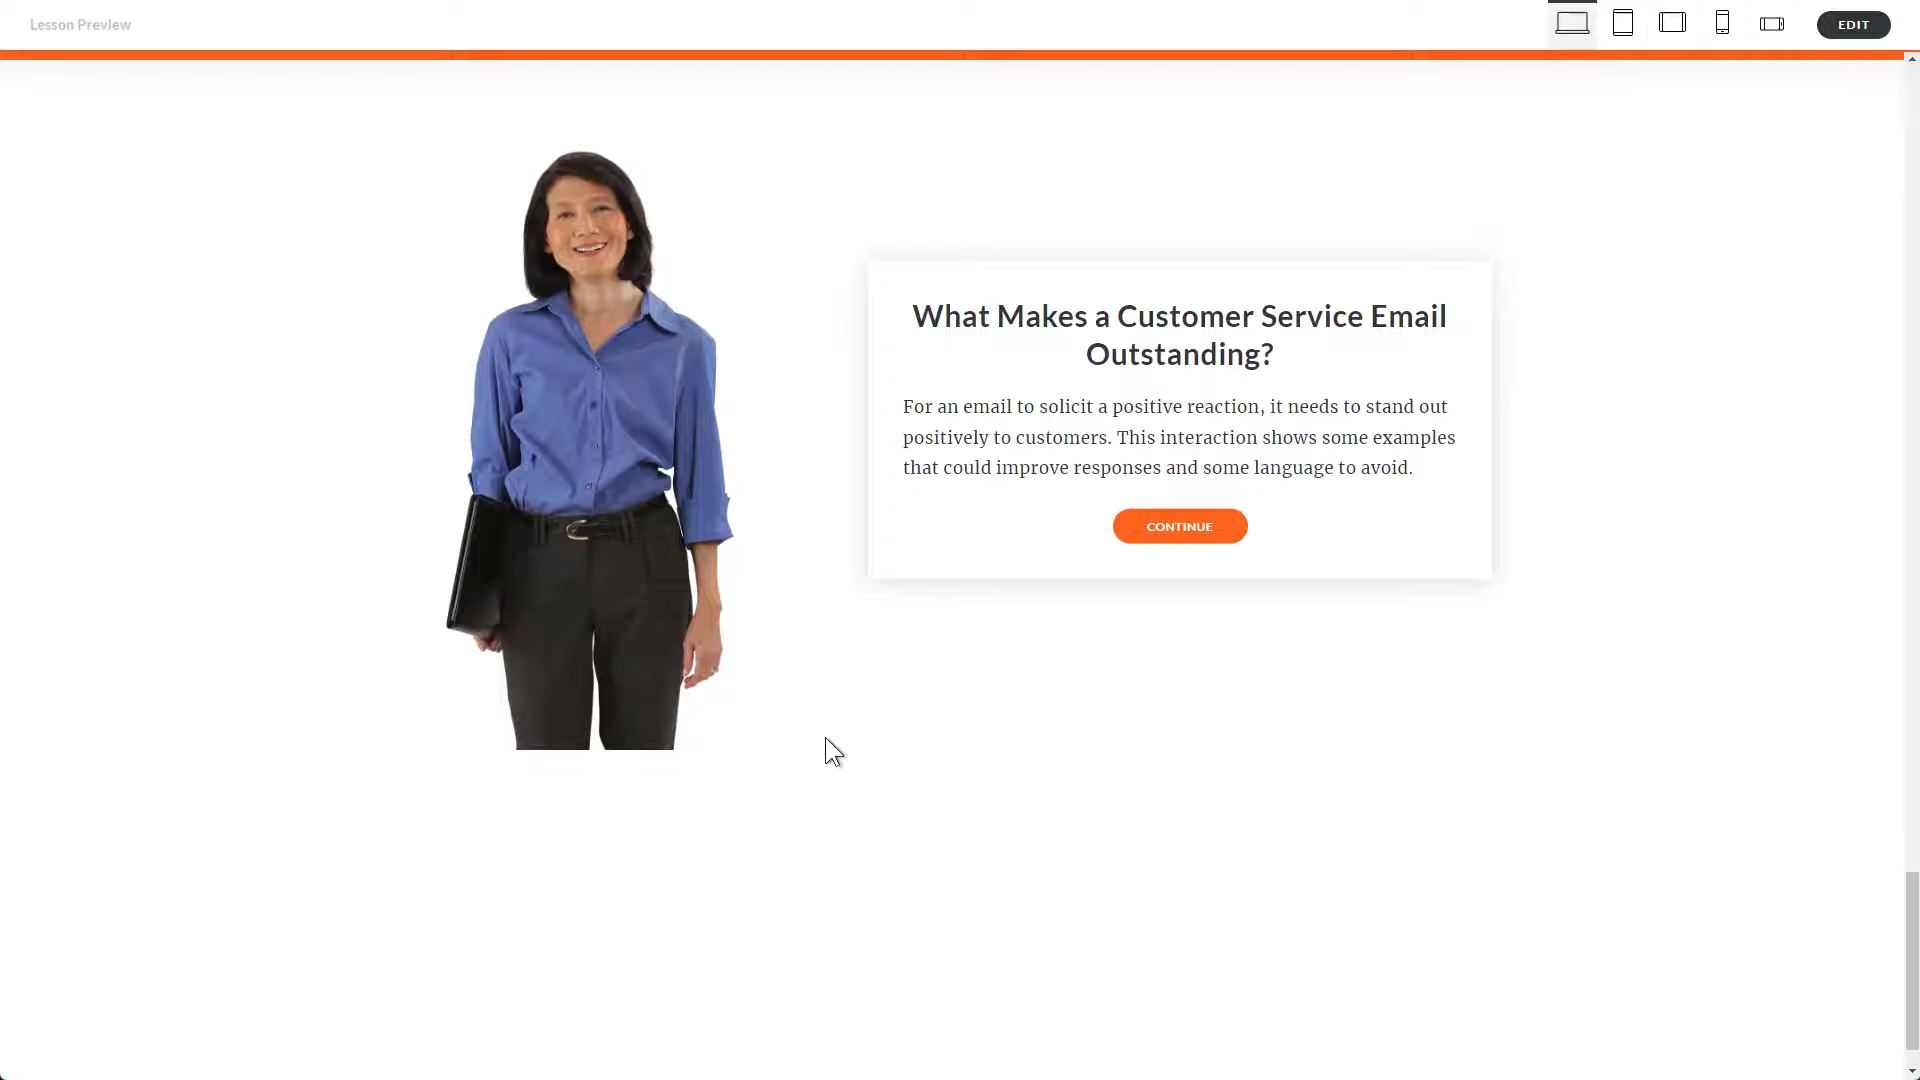 Lesson Preview
EDIT
What Makes a Customer Service Email
Outstanding?
For an email to solicit a positive reaction, it needs to stand out
positively to customers. This interaction shows some examples
that could improve responses and some language to avoid.
CONTINUE